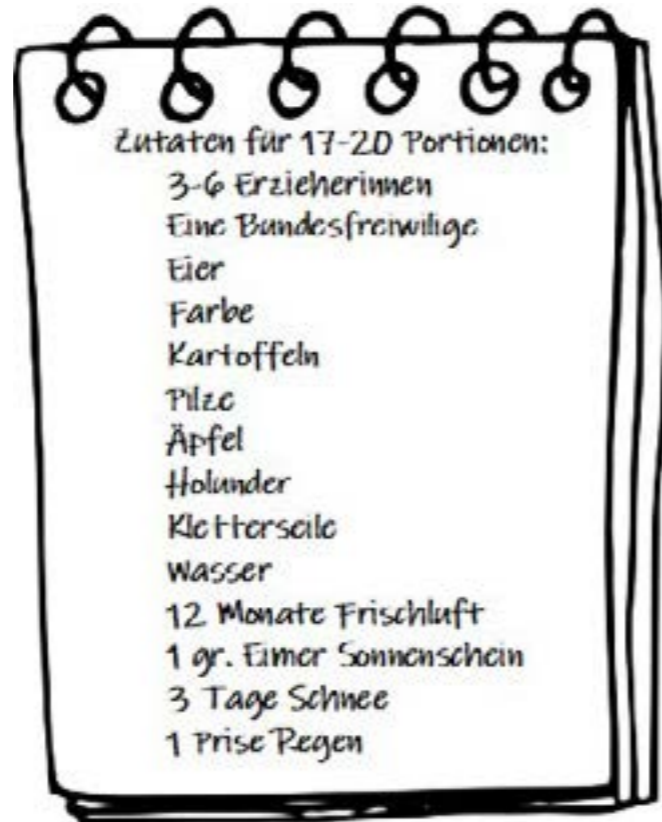 Zutaten für 17-20 Portionen:
3-6 Erzieherinnen
Eine Bundesfreiwilige
Eier
Farbe
Kartoffeln
Pilze
Äpfel
Holunder
Kletterseile
Wasser
12 Monate Frischluft
1 gr. Eimer Sonnenschein
3 Tage Schnee
1 Prise Regen